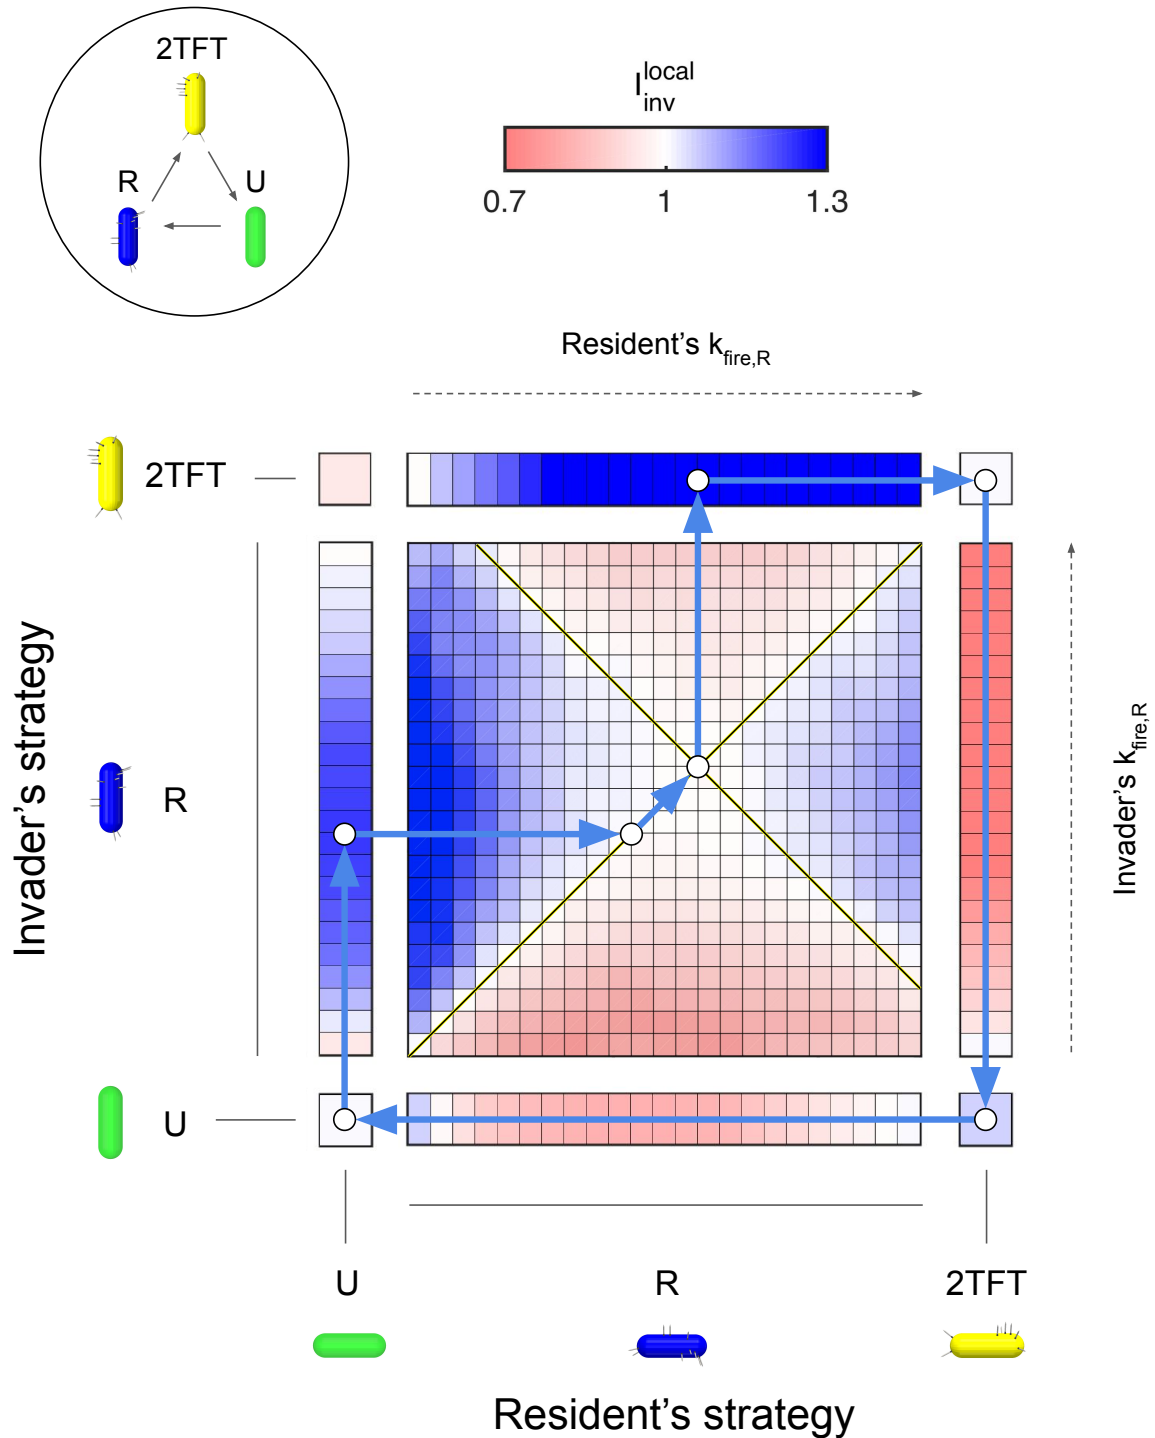 2TFT
R U
I inv local
0.7 1 1.3
Resident's k fire,R
2TFT
Invader's strategy
R
Invader's k fire,R
U
U R 2TFT
Resident's strategy